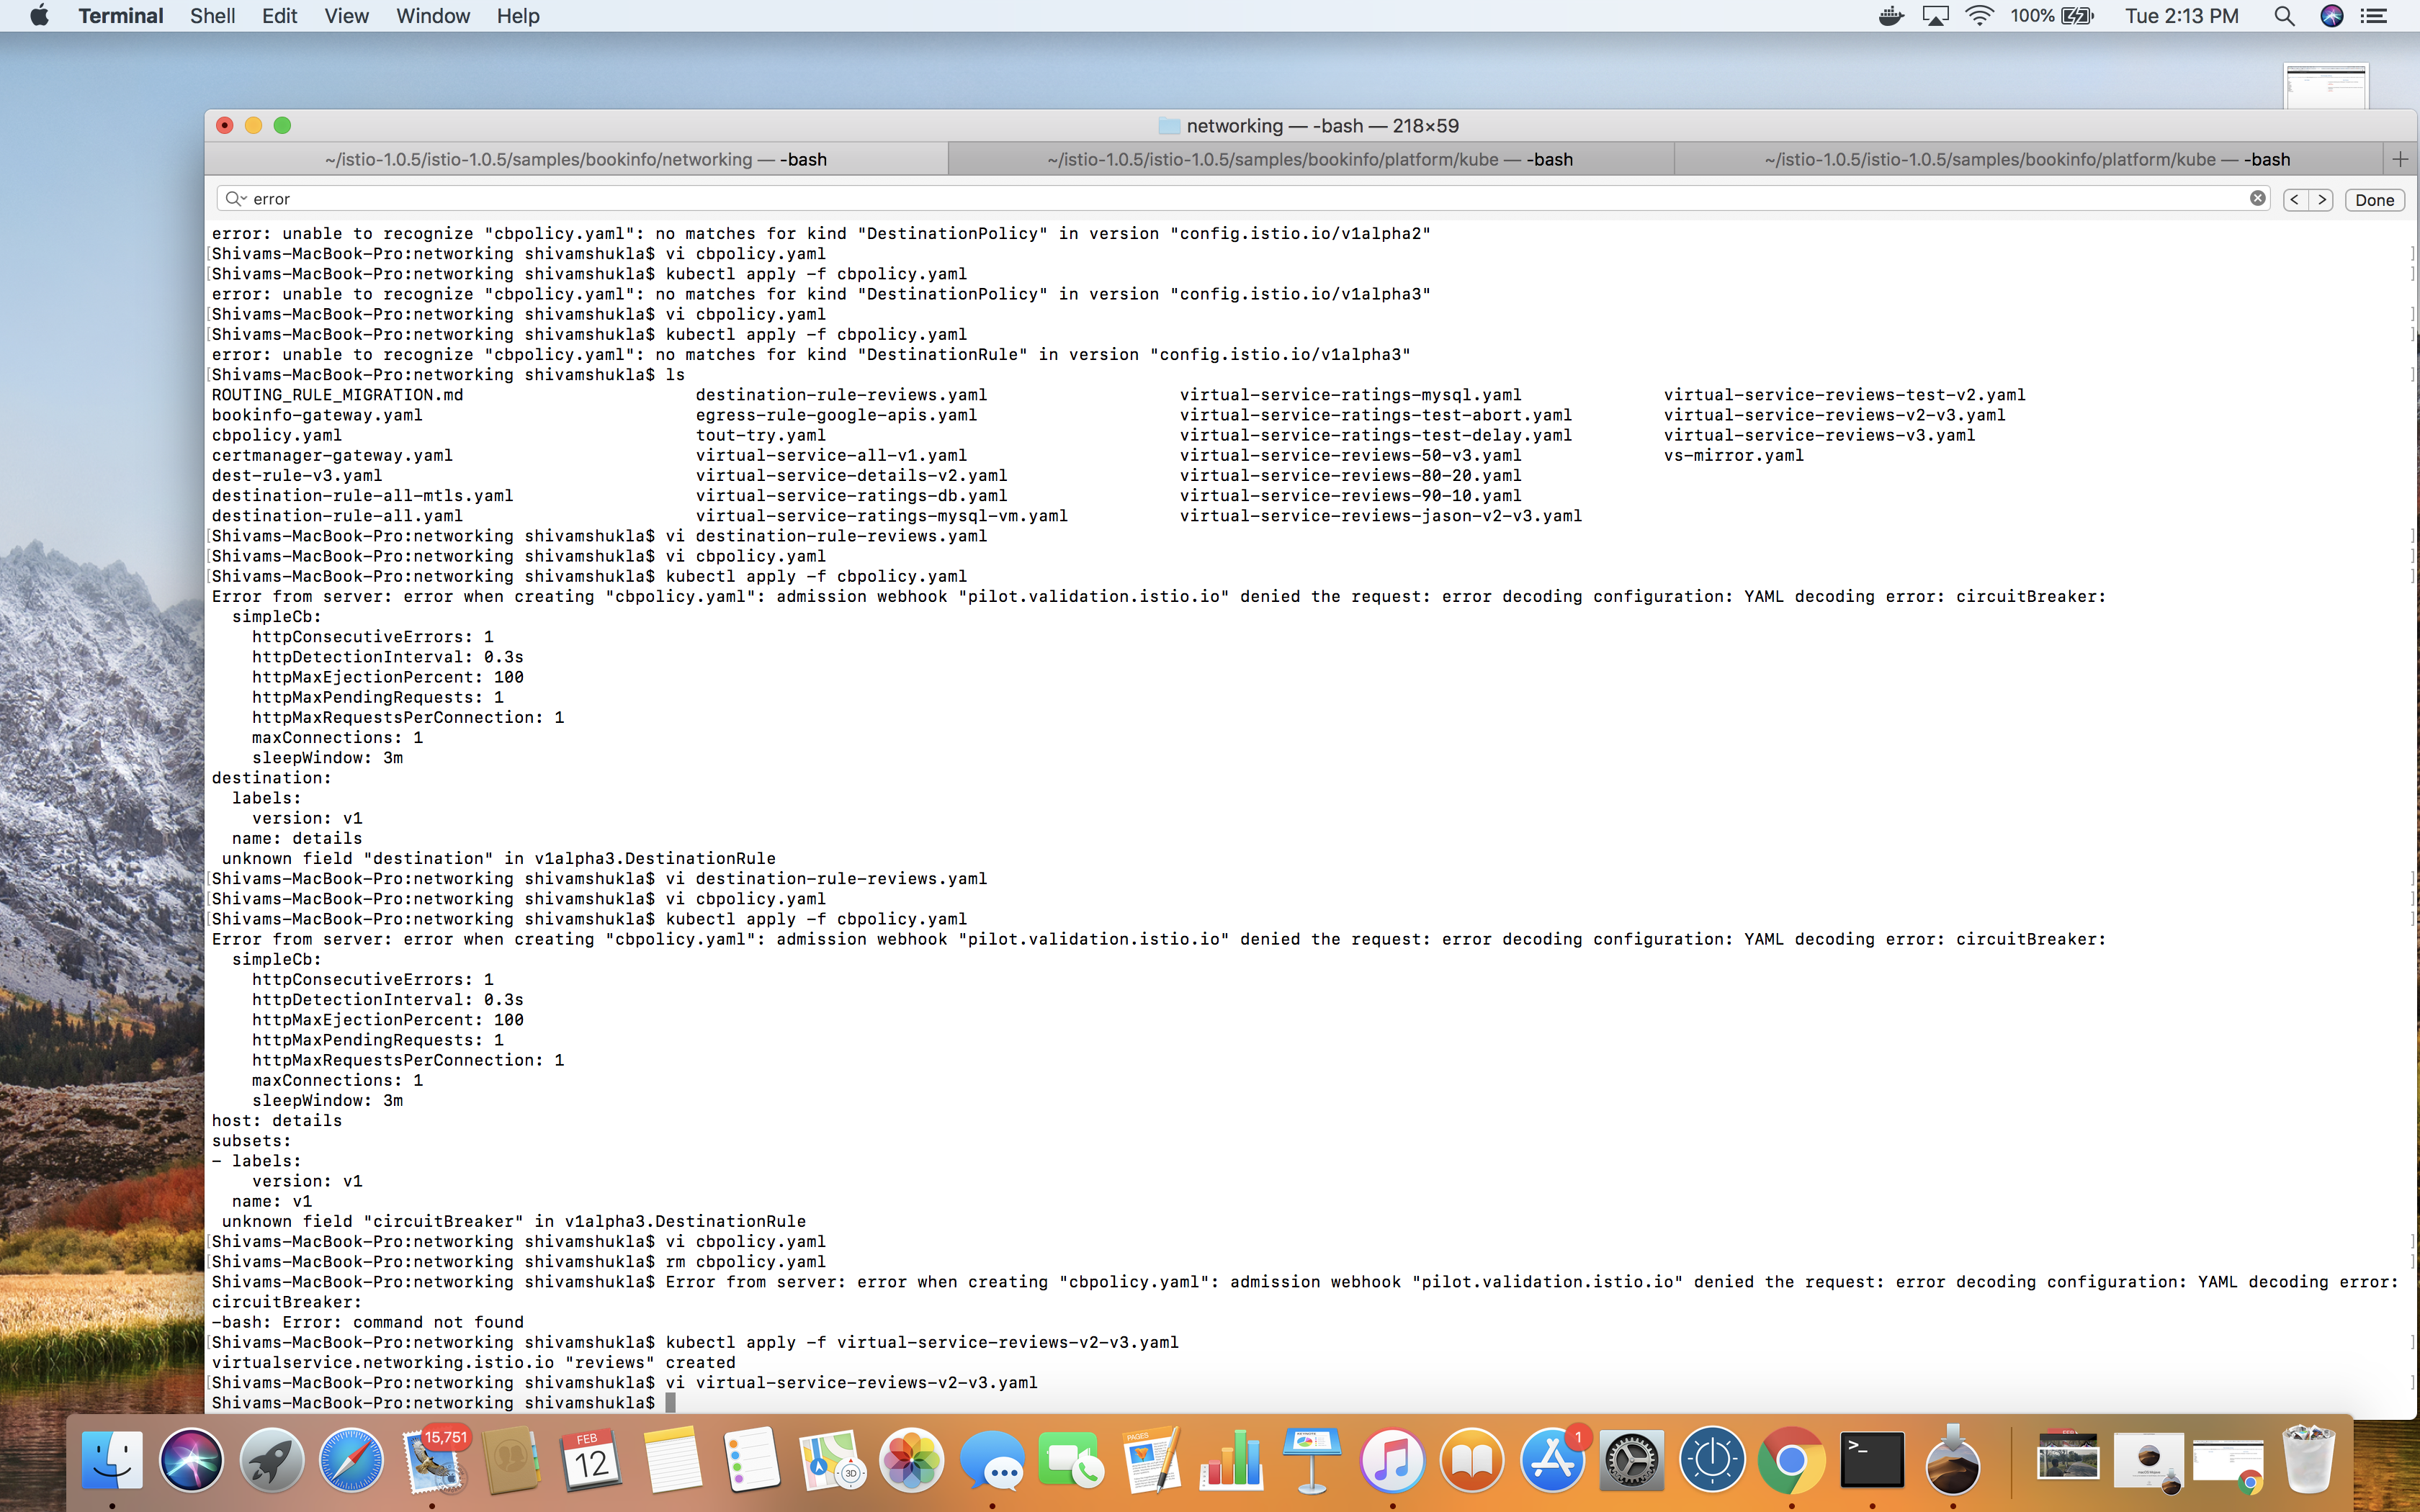 Terminal Shell Edit View Window Help 100% Tue 2:13 PM
networking — -bash — 218×59
~/istio-1.0.5/istio-1.0.5/samples/bookinfo/networking — -bash ~/istio-1.0.5/istio-1.0.5/samples/bookinfo/platform/kube — -bash ~/istio-1.0.5/istio-1.0.5/samples/bookinfo/platform/kube — -bash
error Done
error: unable to recognize "cbpolicy.yaml": no matches for kind "DestinationPolicy" in version "config.istio.io/v1alpha2"
[Shivams-MacBook-Pro:networking shivamshukla$ vi cbpolicy.yaml ]
[Shivams-MacBook-Pro:networking shivamshukla$ kubectl apply -f cbpolicy.yaml ]
error: unable to recognize "cbpolicy.yaml": no matches for kind "DestinationPolicy" in version "config.istio.io/v1alpha3"
[Shivams-MacBook-Pro:networking shivamshukla$ vi cbpolicy.yaml ]
[Shivams-MacBook-Pro:networking shivamshukla$ kubectl apply -f cbpolicy.yaml ]
error: unable to recognize "cbpolicy.yaml": no matches for kind "DestinationRule" in version "config.istio.io/v1alpha3"
[Shivams-MacBook-Pro:networking shivamshukla$ ls ]
ROUTING_RULE_MIGRATION.md destination-rule-reviews.yaml virtual-service-ratings-mysql.yaml virtual-service-reviews-test-v2.yaml
bookinfo-gateway.yaml egress-rule-google-apis.yaml virtual-service-ratings-test-abort.yaml virtual-service-reviews-v2-v3.yaml
cbpolicy.yaml tout-try.yaml virtual-service-ratings-test-delay.yaml virtual-service-reviews-v3.yaml
certmanager-gateway.yaml virtual-service-all-v1.yaml virtual-service-reviews-50-v3.yaml vs-mirror.yaml
dest-rule-v3.yaml virtual-service-details-v2.yaml virtual-service-reviews-80-20.yaml
destination-rule-all-mtls.yaml virtual-service-ratings-db.yaml virtual-service-reviews-90-10.yaml
destination-rule-all.yaml virtual-service-ratings-mysql-vm.yaml virtual-service-reviews-jason-v2-v3.yaml
[Shivams-MacBook-Pro:networking shivamshukla$ vi destination-rule-reviews.yaml ]
[Shivams-MacBook-Pro:networking shivamshukla$ vi cbpolicy.yaml ]
[Shivams-MacBook-Pro:networking shivamshukla$ kubectl apply -f cbpolicy.yaml ]
Error from server: error when creating "cbpolicy.yaml": admission webhook "pilot.validation.istio.io" denied the request: error decoding configuration: YAML decoding error: circuitBreaker:
simpleCb:
httpConsecutiveErrors: 1
httpDetectionInterval: 0.3s
httpMaxEjectionPercent: 100
httpMaxPendingRequests: 1
httpMaxRequestsPerConnection: 1
maxConnections: 1
sleepWindow: 3m
destination:
labels:
version: v1
name: details
unknown field "destination" in v1alpha3.DestinationRule
[Shivams-MacBook-Pro:networking shivamshukla$ vi destination-rule-reviews.yaml ]
[Shivams-MacBook-Pro:networking shivamshukla$ vi cbpolicy.yaml ]
[Shivams-MacBook-Pro:networking shivamshukla$ kubectl apply -f cbpolicy.yaml ]
Error from server: error when creating "cbpolicy.yaml": admission webhook "pilot.validation.istio.io" denied the request: error decoding configuration: YAML decoding error: circuitBreaker:
simpleCb:
httpConsecutiveErrors: 1
httpDetectionInterval: 0.3s
httpMaxEjectionPercent: 100
httpMaxPendingRequests: 1
httpMaxRequestsPerConnection: 1
maxConnections: 1
sleepWindow: 3m
host: details
subsets:
- labels:
version: v1
name: v1
unknown field "circuitBreaker" in v1alpha3.DestinationRule
[Shivams-MacBook-Pro:networking shivamshukla$ vi cbpolicy.yaml ]
[Shivams-MacBook-Pro:networking shivamshukla$ rm cbpolicy.yaml ]
Shivams-MacBook-Pro:networking shivamshukla$ Error from server: error when creating "cbpolicy.yaml": admission webhook "pilot.validation.istio.io" denied the request: error decoding configuration: YAML decoding error:
circuitBreaker:
-bash: Error: command not found
[Shivams-MacBook-Pro:networking shivamshukla$ kubectl apply -f virtual-service-reviews-v2-v3.yaml ]
virtualservice.networking.istio.io "reviews" created
[Shivams-MacBook-Pro:networking shivamshukla$ vi virtual-service-reviews-v2-v3.yaml ]
Shivams-MacBook-Pro:networking shivamshukla$
15,751 FEB 12 3D PAGES 1 >_